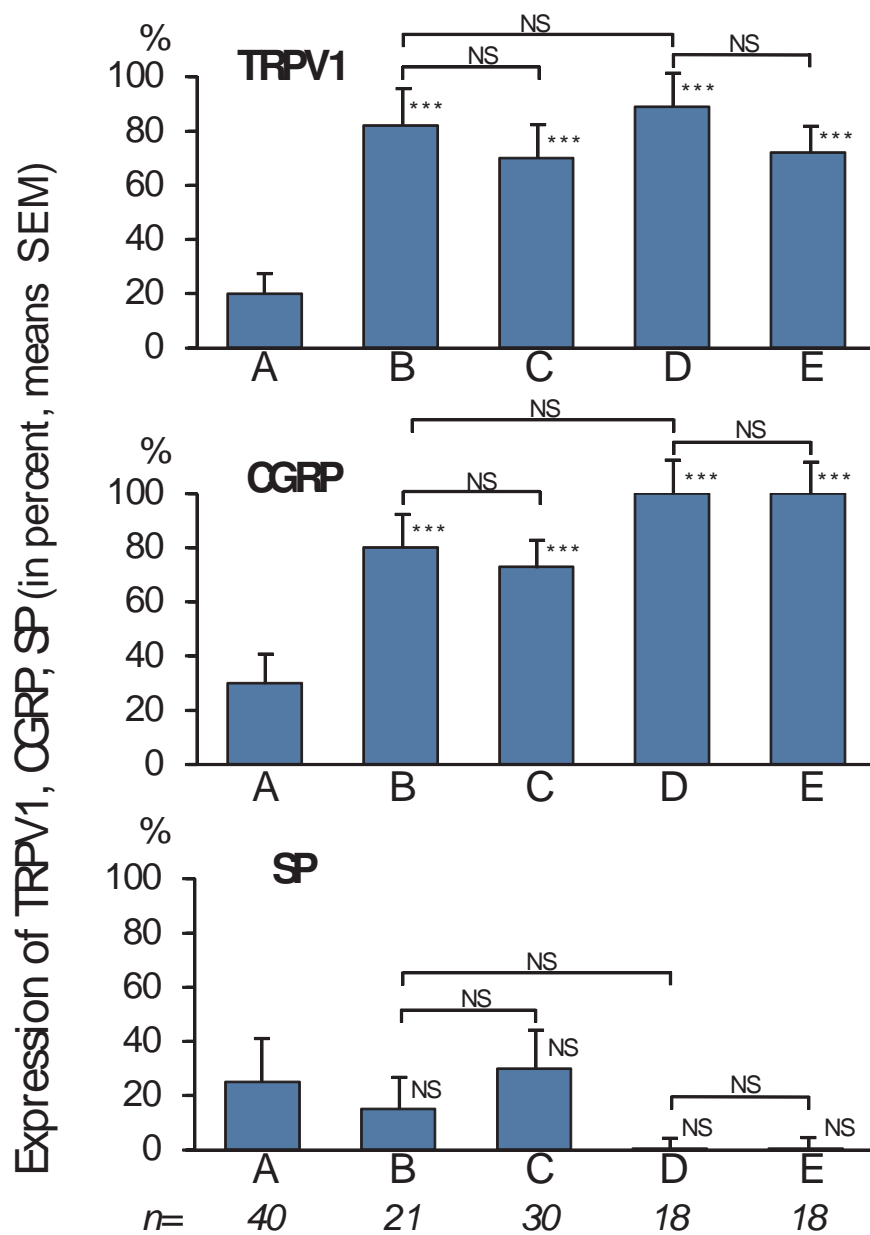 Expression of TRPV1, CGRP, SP (in percent, means SEM)
NS
%
TRPV1
NS
NS
100
***
***
***
***
80
60
40
20
0
A B C D E
NS
%
NS
CGRP
NS
100
***
***
***
***
80
60
40
20
0
A B C D E
%
SP
100
80
NS
60
NS
40
NS
NS
20
NS
NS
NS
0
A B C D E
n= 40 21 30 18 18